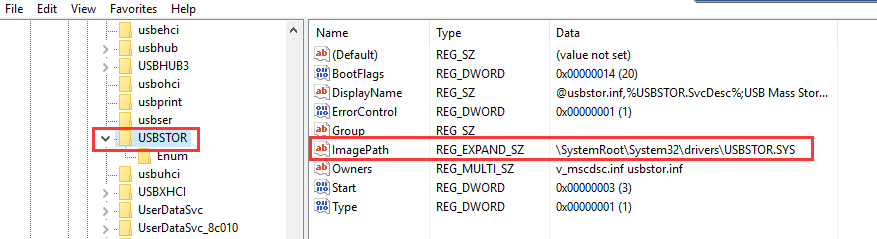 File Edit View Favorites Help
usbehci
usbhub
USBHUB3
usbohci
usbprint
usbser
USBSTOR
Enum
usbuhci
USBXHCI
UserDataSvc
UserDataSvc_8c010
Name Type Data
(Default) REG_SZ (value not set)
BootFlags REG_DWORD 0x00000014 (20)
DisplayName REG_SZ @usbstor.inf,%USBSTOR.SvcDesc%;USB Mass Stor...
ErrorControl REG_DWORD 0x00000001 (1)
Group REG_SZ
ImagePath REG_EXPAND_SZ \SystemRoot\System32\drivers\USBSTOR.SYS
Owners REG_MULTI_SZ v_mscdsc.inf usbstor.inf
Start REG_DWORD 0x00000003 (3)
Type REG_DWORD 0x00000001 (1)